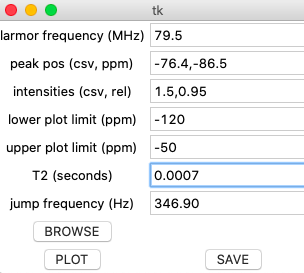 tk
larmor frequency (MHz) 79.5
peak pos (csv, ppm) -76.4,-86.5
intensities (csv, rel) 1.5,0.95
lower plot limit (ppm) -120
upper plot limit (ppm) -50
T2 (seconds) 0.0007
jump frequency (Hz) 346.90
BROWSE
PLOT SAVE